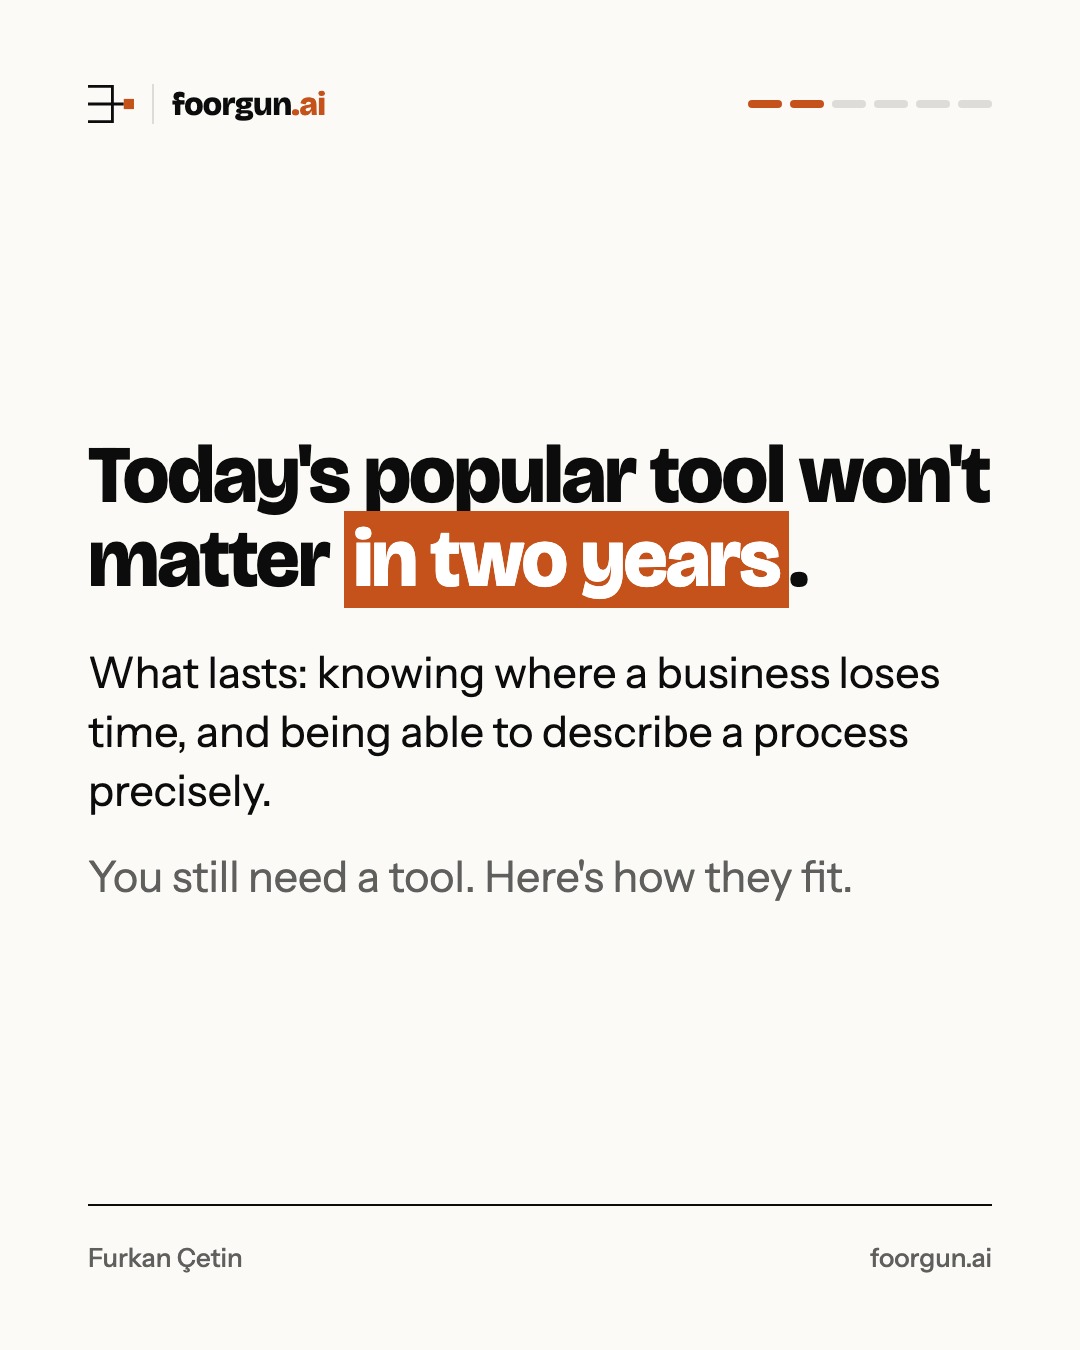 foorgun.ai
Today's popular tool won't
matter in two years.
What lasts: knowing where a business loses
time, and being able to describe a process
precisely.
You still need a tool. Here's how they fit.
Furkan Çetin
foorgun.ai